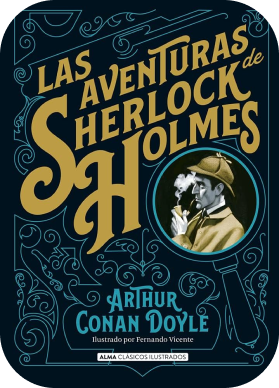 LAS
AVENTURAS
de
SHERLOCK
HOLMES
ARTHUR
CONAN DOYLE
Ilustrado por Fernando Vicente
ALMA CLÁSICOS ILUSTRADOS